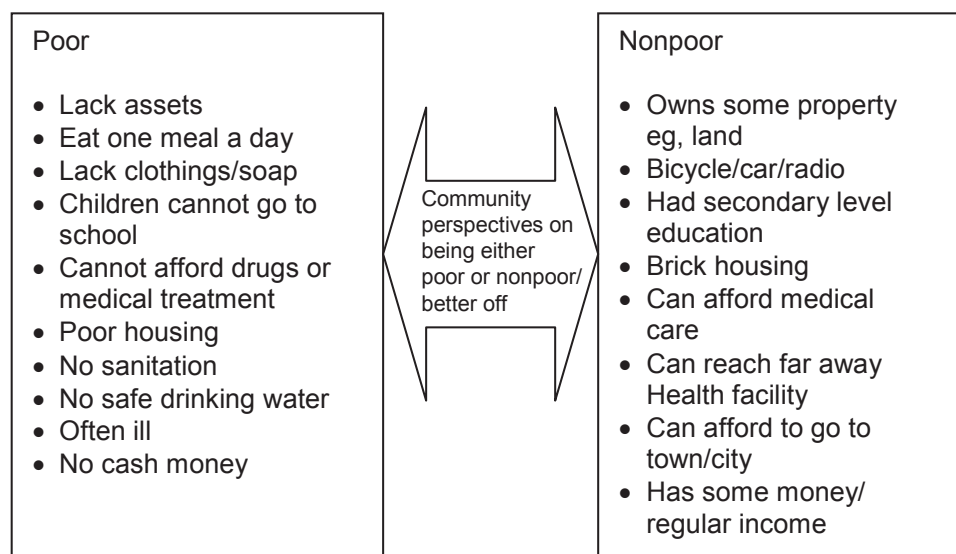 Poor
• Lack assets
• Eat one meal a day
• Lack clothings/soap
• Children cannot go to
school
• Cannot afford drugs or
medical treatment
• Poor housing
• No sanitation
• No safe drinking water
• Often ill
• No cash money
Community
perspectives on
being either
poor or nonpoor/
better off
Nonpoor
• Owns some property
eg, land
• Bicycle/car/radio
• Had secondary level
education
• Brick housing
• Can afford medical
care
• Can reach far away
Health facility
• Can afford to go to
town/city
• Has some money/
regular income